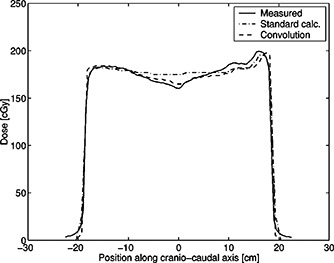 250
200
150
100
50
0
Dose [cGy]
Measured
Standard calc.
Convolution
-30 -20 -10 0 10 20 30
Position along cranio-caudal axis [cm]